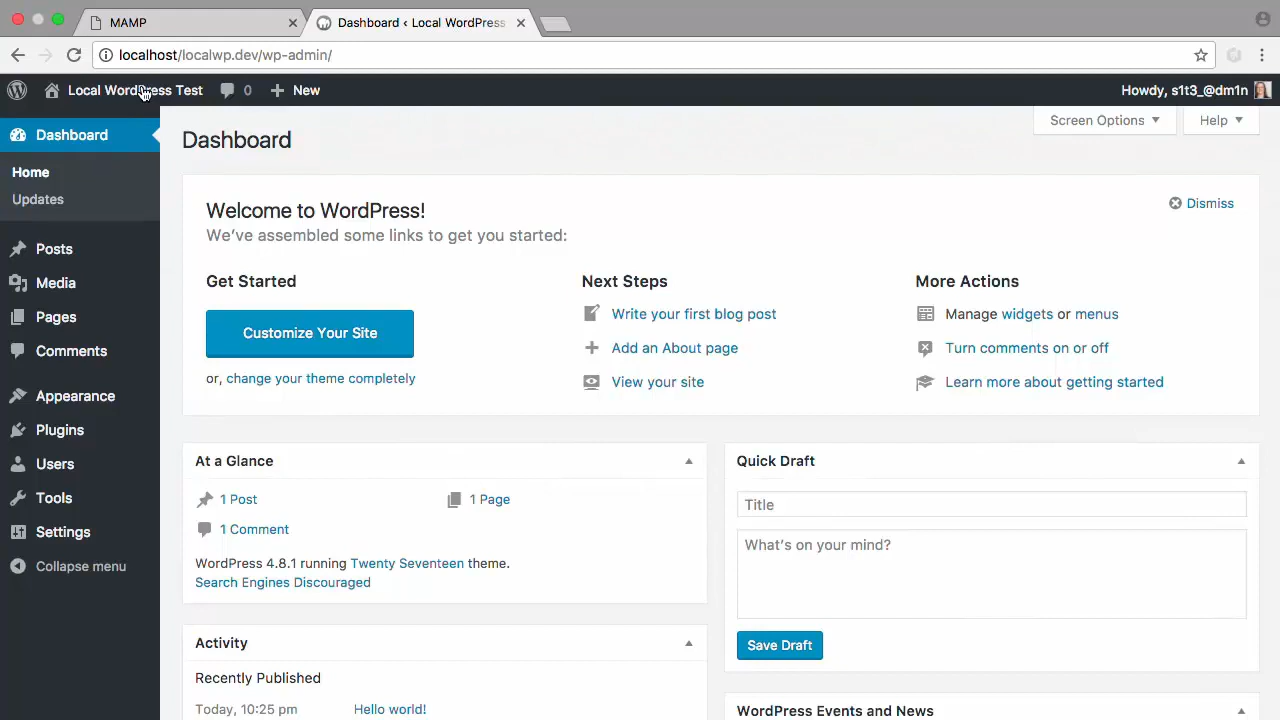 MAMP
Dashboard ‹ Local WordPress
localhost/localwp.dev/wp-admin/
Local WordPress Test 0 New Howdy, s1t3_@dm1n
Screen Options Help
Dashboard
Home
Updates
Posts
Media
Pages
Comments
Appearance
Plugins
Users
Tools
Settings
Collapse menu
Dashboard
Welcome to WordPress!
We've assembled some links to get you started:
Dismiss
Get Started
Customize Your Site
or, change your theme completely
Next Steps
Write your first blog post
Add an About page
View your site
More Actions
Manage widgets or menus
Turn comments on or off
Learn more about getting started
At a Glance
1 Post 1 Page
1 Comment
WordPress 4.8.1 running Twenty Seventeen theme.
Search Engines Discouraged
Activity
Recently Published
Today, 10:25 pm Hello world!
Quick Draft
Title
What's on your mind?
Save Draft
WordPress Events and News